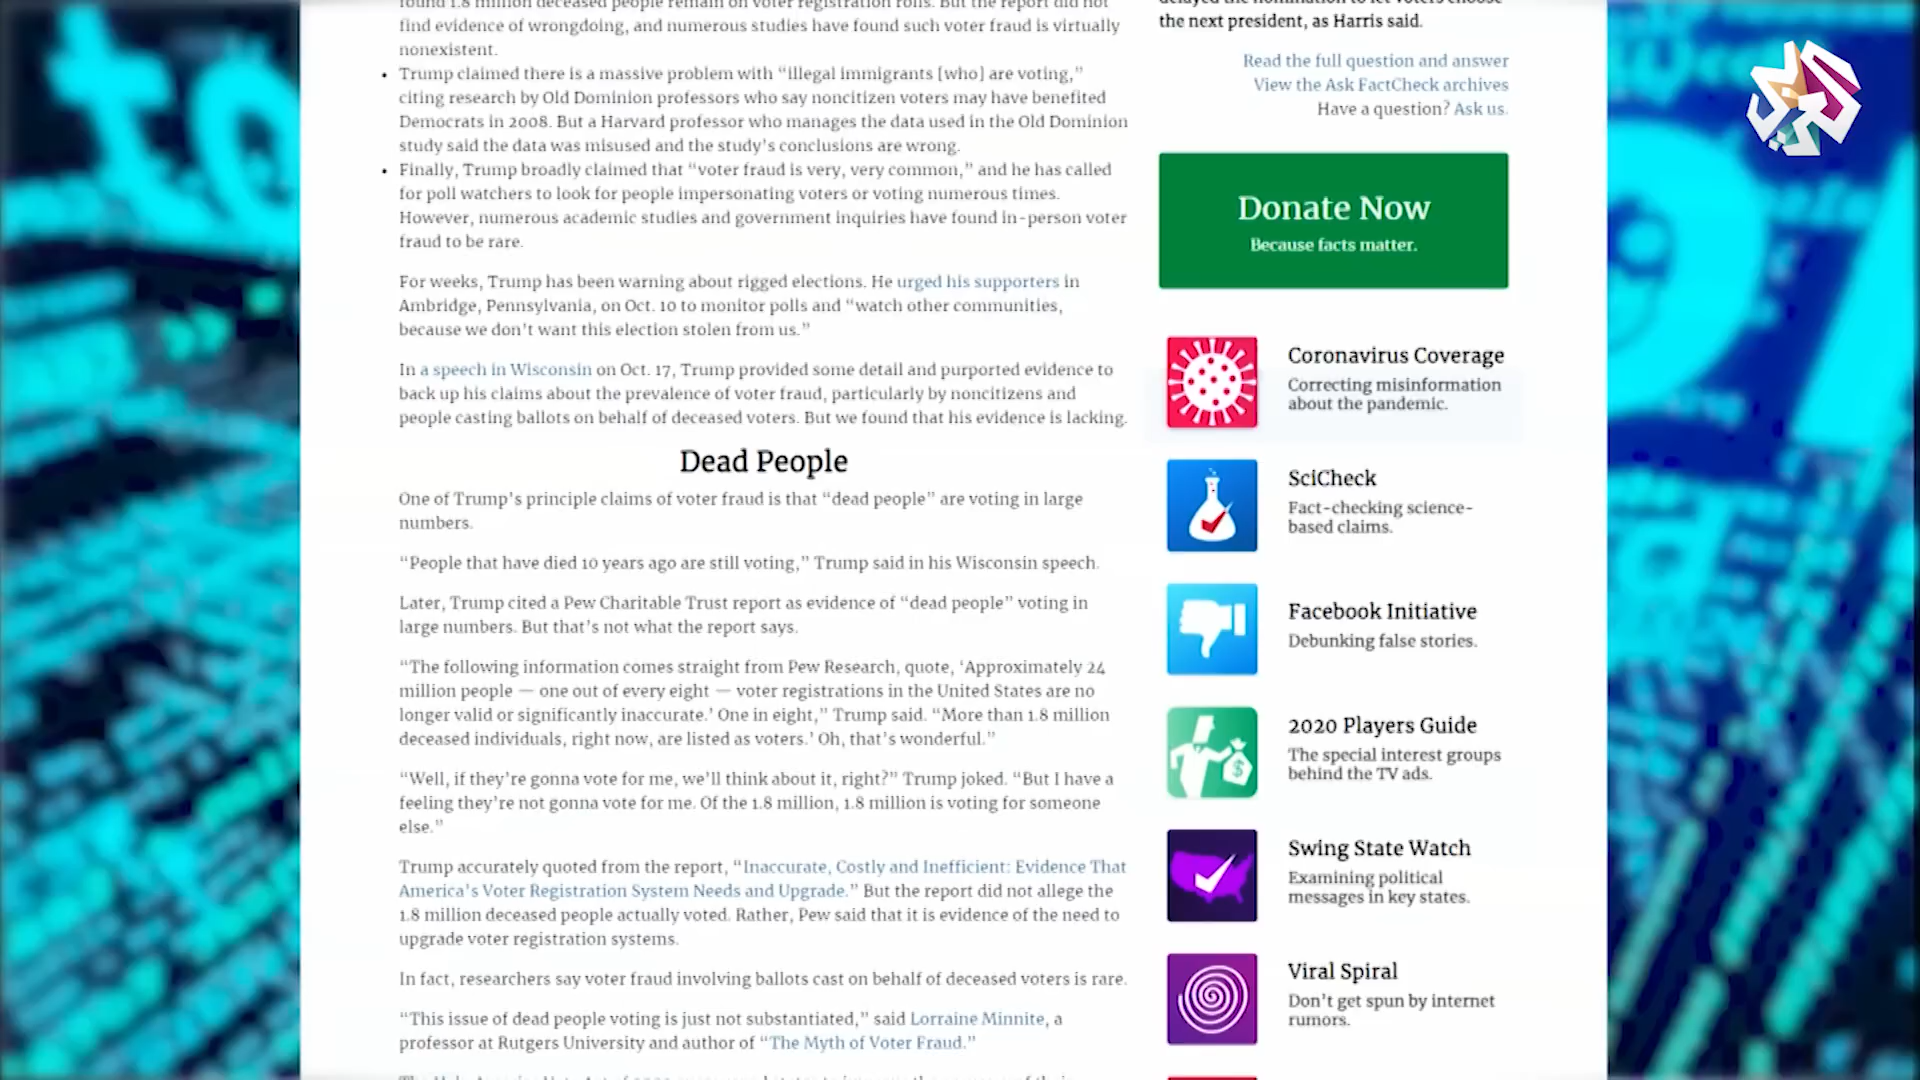 found 1.8 million deceased people remain on voter registration rolls. But the report did not
find evidence of wrongdoing, and numerous studies have found such voter fraud is virtually
nonexistent.
• Trump claimed there is a massive problem with “illegal immigrants [who] are voting,”
citing research by Old Dominion professors who say noncitizen voters may have benefited
Democrats in 2008. But a Harvard professor who manages the data used in the Old Dominion
study said the data was misused and the study’s conclusions are wrong.
• Finally, Trump broadly claimed that “voter fraud is very, very common,” and he has called
for poll watchers to look for people impersonating voters or voting numerous times.
However, numerous academic studies and government inquiries have found in-person voter
fraud to be rare.
For weeks, Trump has been warning about rigged elections. He urged his supporters in
Ambridge, Pennsylvania, on Oct. 10 to monitor polls and “watch other communities,
because we don’t want this election stolen from us.”
In a speech in Wisconsin on Oct. 17, Trump provided some detail and purported evidence to
back up his claims about the prevalence of voter fraud, particularly by noncitizens and
people casting ballots on behalf of deceased voters. But we found that his evidence is lacking.
Dead People
One of Trump’s principle claims of voter fraud is that “dead people” are voting in large
numbers.
“People that have died 10 years ago are still voting,” Trump said in his Wisconsin speech.
Later, Trump cited a Pew Charitable Trust report as evidence of “dead people” voting in
large numbers. But that’s not what the report says.
“The following information comes straight from Pew Research, quote, ‘Approximately 24
million people — one out of every eight — voter registrations in the United States are no
longer valid or significantly inaccurate.’ One in eight,” Trump said. “More than 1.8 million
deceased individuals, right now, are listed as voters.’ Oh, that’s wonderful.”
“Well, if they’re gonna vote for me, we’ll think about it, right?” Trump joked. “But I have a
feeling they’re not gonna vote for me. Of the 1.8 million, 1.8 million is voting for someone
else.”
Trump accurately quoted from the report, “Inaccurate, Costly and Inefficient: Evidence That
America’s Voter Registration System Needs and Upgrade.” But the report did not allege the
1.8 million deceased people actually voted. Rather, Pew said that it is evidence of the need to
upgrade voter registration systems.
In fact, researchers say voter fraud involving ballots cast on behalf of deceased voters is rare.
“This issue of dead people voting is just not substantiated,” said Lorraine Minnite, a
professor at Rutgers University and author of “The Myth of Voter Fraud.”
the next president, as Harris said.
Read the full question and answer
View the Ask FactCheck archives
Have a question? Ask us.
Donate Now
Because facts matter.
Coronavirus Coverage
Correcting misinformation
about the pandemic.
SciCheck
Fact-checking science-
based claims.
Facebook Initiative
Debunking false stories.
2020 Players Guide
The special interest groups
behind the TV ads.
Swing State Watch
Examining political
messages in key states.
Viral Spiral
Don’t get spun by internet
rumors.